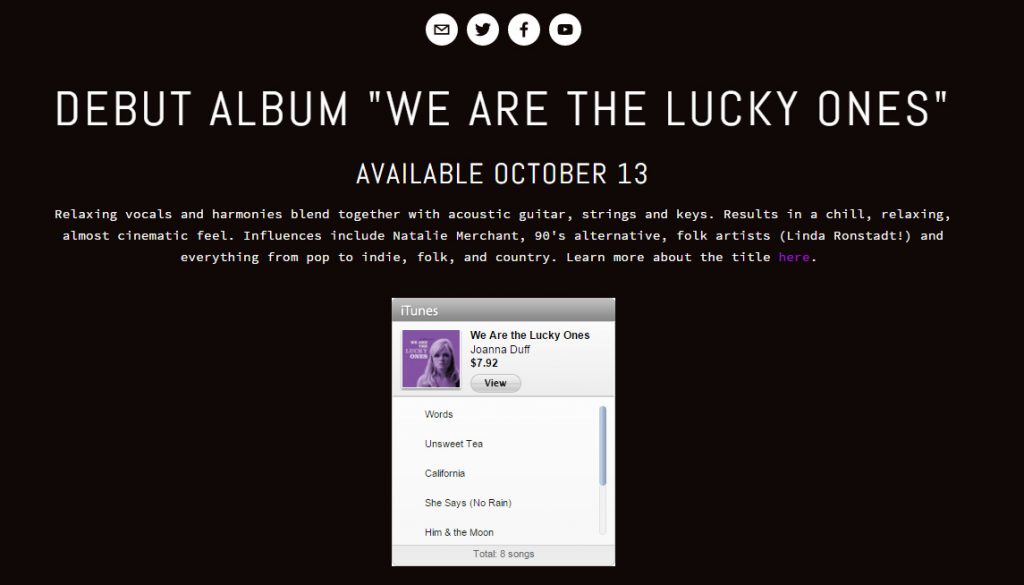 DEBUT ALBUM "WE ARE THE LUCKY ONES"
AVAILABLE OCTOBER 13
Relaxing vocals and harmonies blend together with acoustic guitar, strings and keys. Results in a chill, relaxing,
almost cinematic feel. Influences include Natalie Merchant, 90's alternative, folk artists (Linda Ronstadt!) and
everything from pop to indie, folk, and country. Learn more about the title here.
iTunes
WE ARE
THE
LUCKY
ONES
We Are the Lucky Ones
Joanna Duff
$7.92
View
Words
Unsweet Tea
California
She Says (No Rain)
Him & the Moon
Total: 8 songs